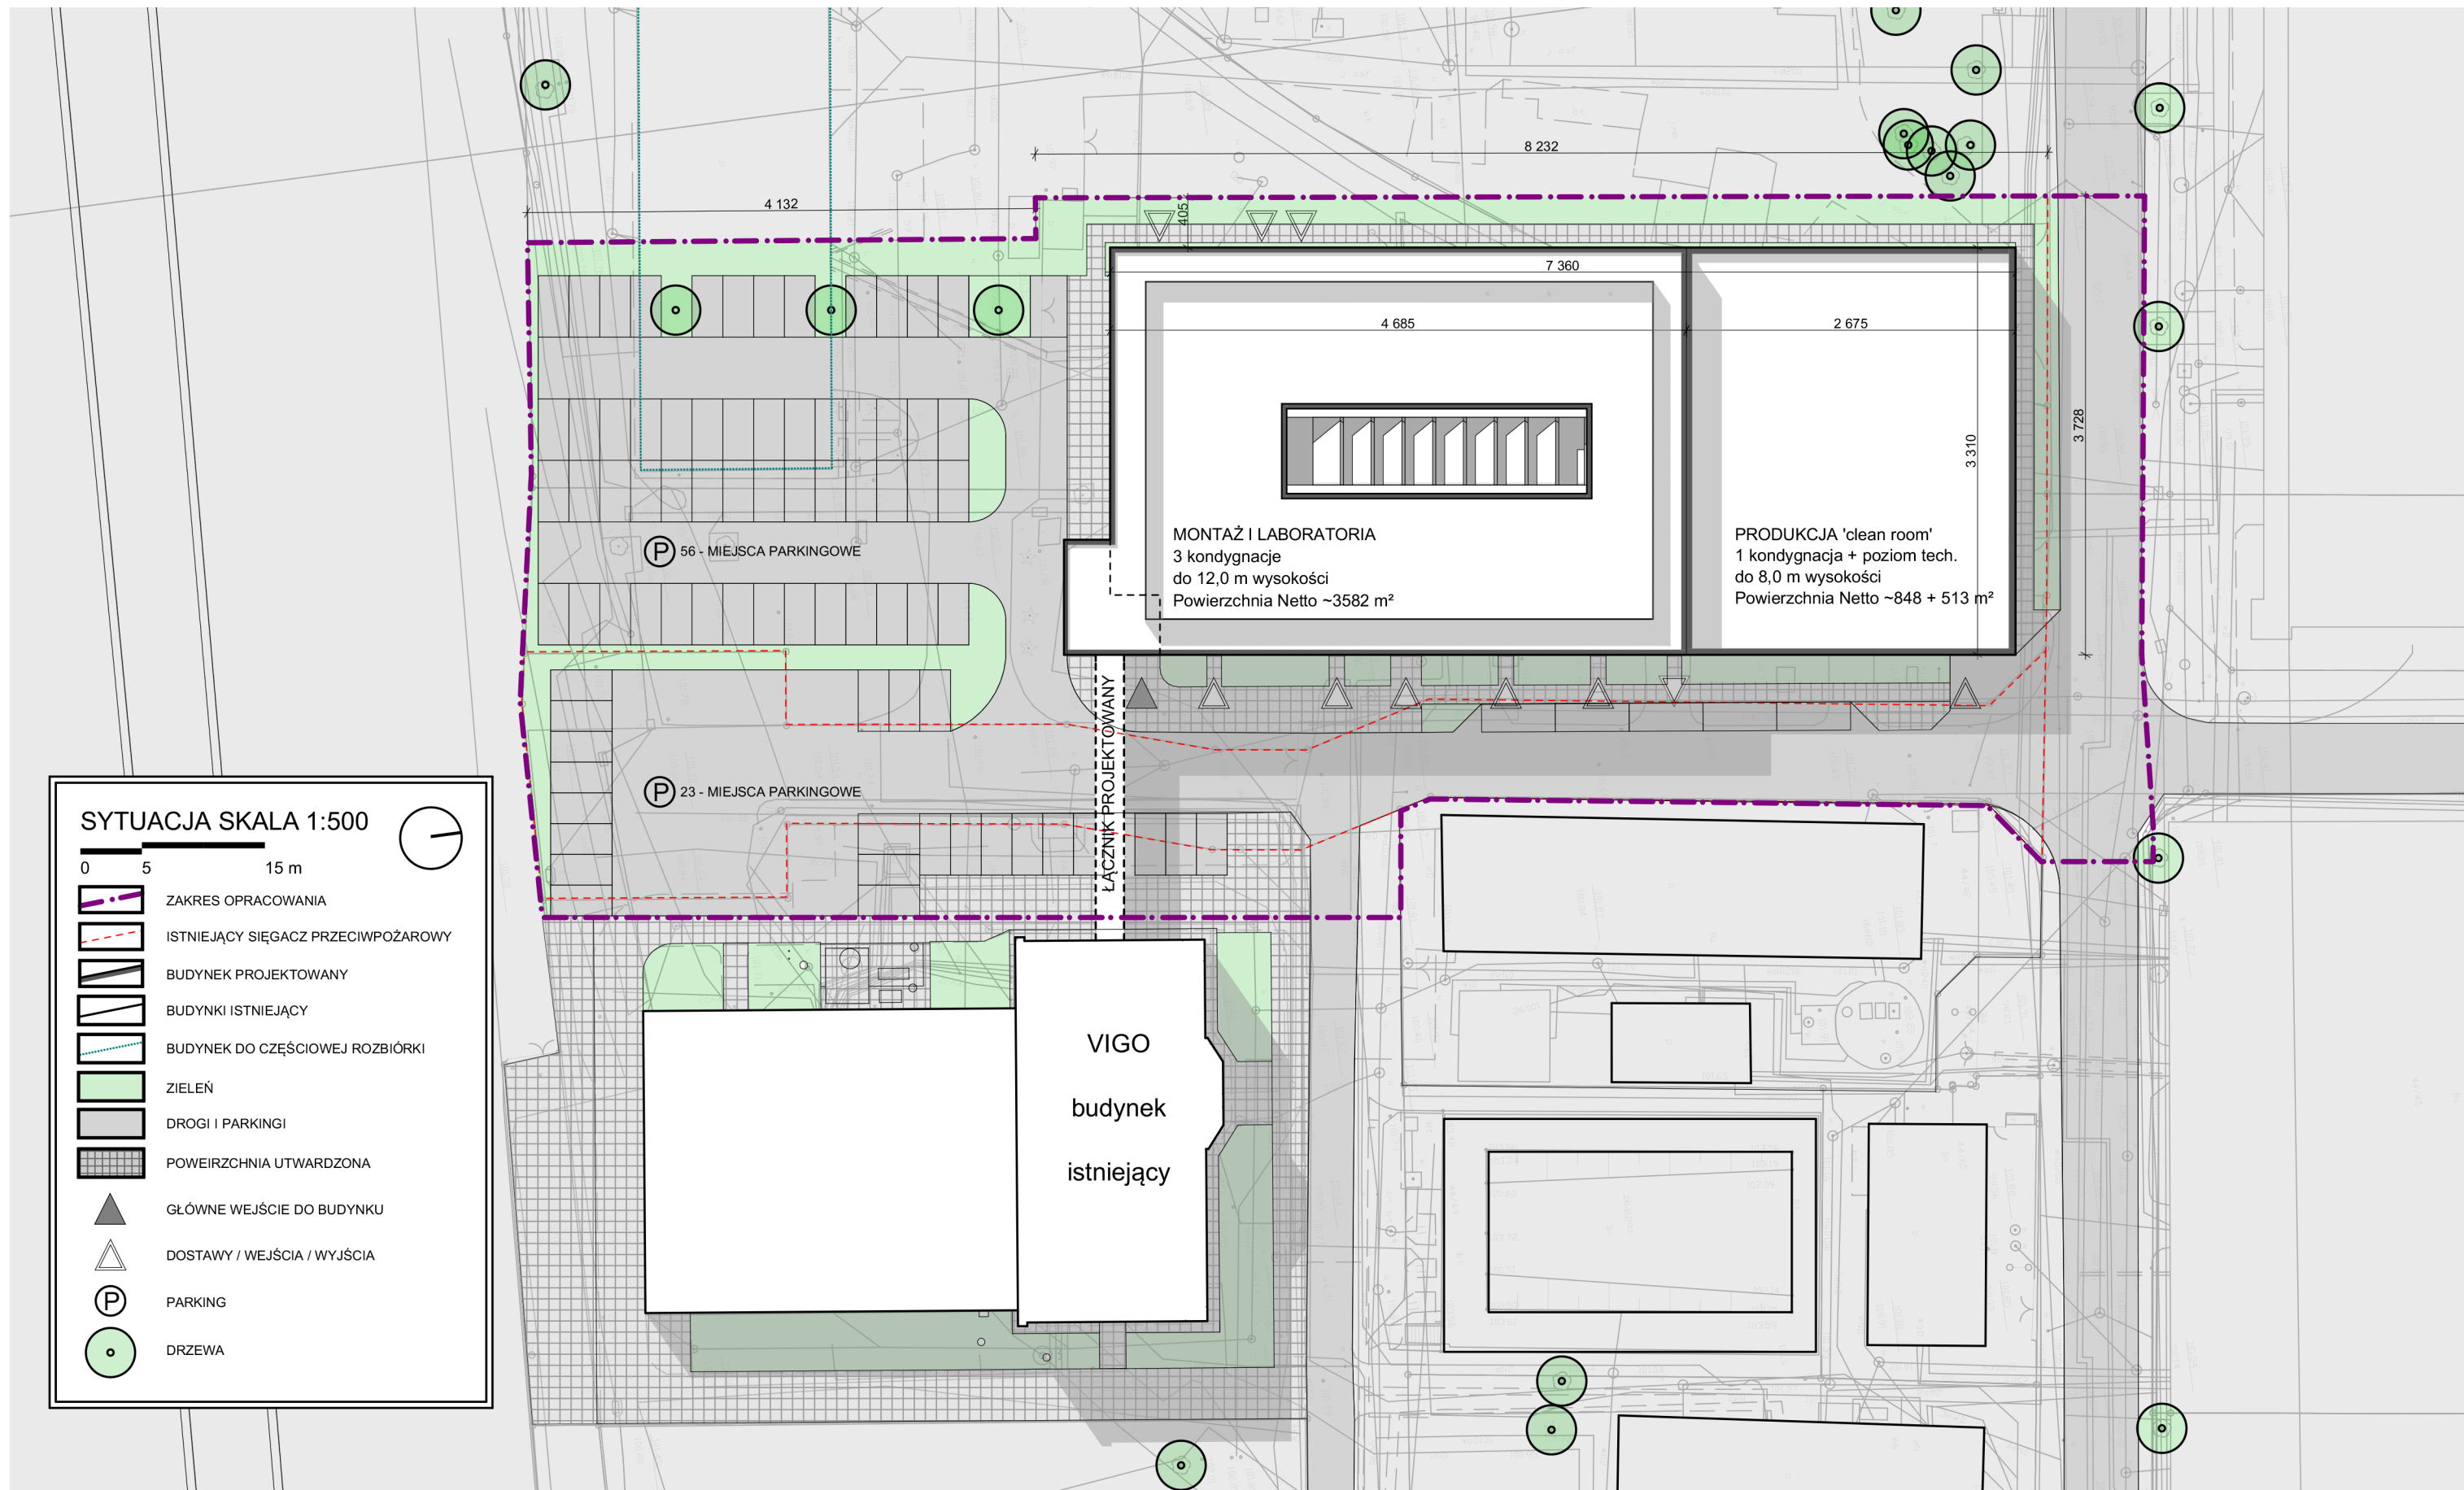 8 232
4 132
405
7 360
4 685
2 675
3 310
3 728
MONTAŻ I LABORATORIA
3 kondygnacje
do 12,0 m wysokości
Powierzchnia Netto ~3582 m²
PRODUKCJA 'clean room'
1 kondygnacja + poziom tech.
do 8,0 m wysokości
Powierzchnia Netto ~848 + 513 m²
P 56 - MIEJSCA PARKINGOWE
P 23 - MIEJSCA PARKINGOWE
ŁĄCZNIK PROJEKTOWANY
VIGO
budynek
istniejący
SYTUACJA SKALA 1:500
0 5 15 m
ZAKRES OPRACOWANIA
ISTNIEJĄCY SIĘGACZ PRZECIWPOŻAROWY
BUDYNEK PROJEKTOWANY
BUDYNKI ISTNIEJĄCY
BUDYNEK DO CZĘŚCIOWEJ ROZBIÓRKI
ZIELEŃ
DROGI I PARKINGI
POWEIRZCHNIA UTWARDZONA
GŁÓWNE WEJŚCIE DO BUDYNKU
DOSTAWY / WEJŚCIA / WYJŚCIA
P PARKING
DRZEWA